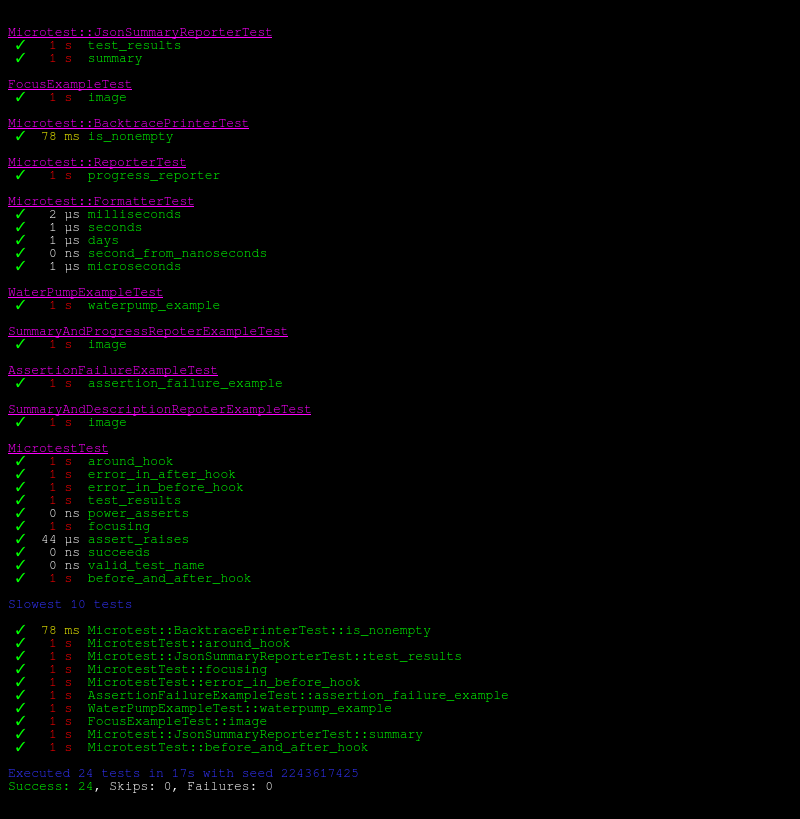 Microtest::JsonSummaryReporterTest
✓ 1 s test_results
✓ 1 s summary
FocusExampleTest
✓ 1 s image
Microtest::BacktracePrinterTest
✓ 78 ms is_nonempty
Microtest::ReporterTest
✓ 1 s progress_reporter
Microtest::FormatterTest
✓ 2 µs milliseconds
✓ 1 µs seconds
✓ 1 µs days
✓ 0 ns second_from_nanoseconds
✓ 1 µs microseconds
WaterPumpExampleTest
✓ 1 s waterpump_example
SummaryAndProgressRepoterExampleTest
✓ 1 s image
AssertionFailureExampleTest
✓ 1 s assertion_failure_example
SummaryAndDescriptionRepoterExampleTest
✓ 1 s image
MicrotestTest
✓ 1 s around_hook
✓ 1 s error_in_after_hook
✓ 1 s error_in_before_hook
✓ 1 s test_results
✓ 0 ns power_asserts
✓ 1 s focusing
✓ 44 µs assert_raises
✓ 0 ns succeeds
✓ 0 ns valid_test_name
✓ 1 s before_and_after_hook
Slowest 10 tests
✓ 78 ms Microtest::BacktracePrinterTest::is_nonempty
✓ 1 s MicrotestTest::around_hook
✓ 1 s Microtest::JsonSummaryReporterTest::test_results
✓ 1 s MicrotestTest::focusing
✓ 1 s MicrotestTest::error_in_before_hook
✓ 1 s AssertionFailureExampleTest::assertion_failure_example
✓ 1 s WaterPumpExampleTest::waterpump_example
✓ 1 s FocusExampleTest::image
✓ 1 s Microtest::JsonSummaryReporterTest::summary
✓ 1 s MicrotestTest::before_and_after_hook
Executed 24 tests in 17s with seed 2243617425
Success: 24, Skips: 0, Failures: 0